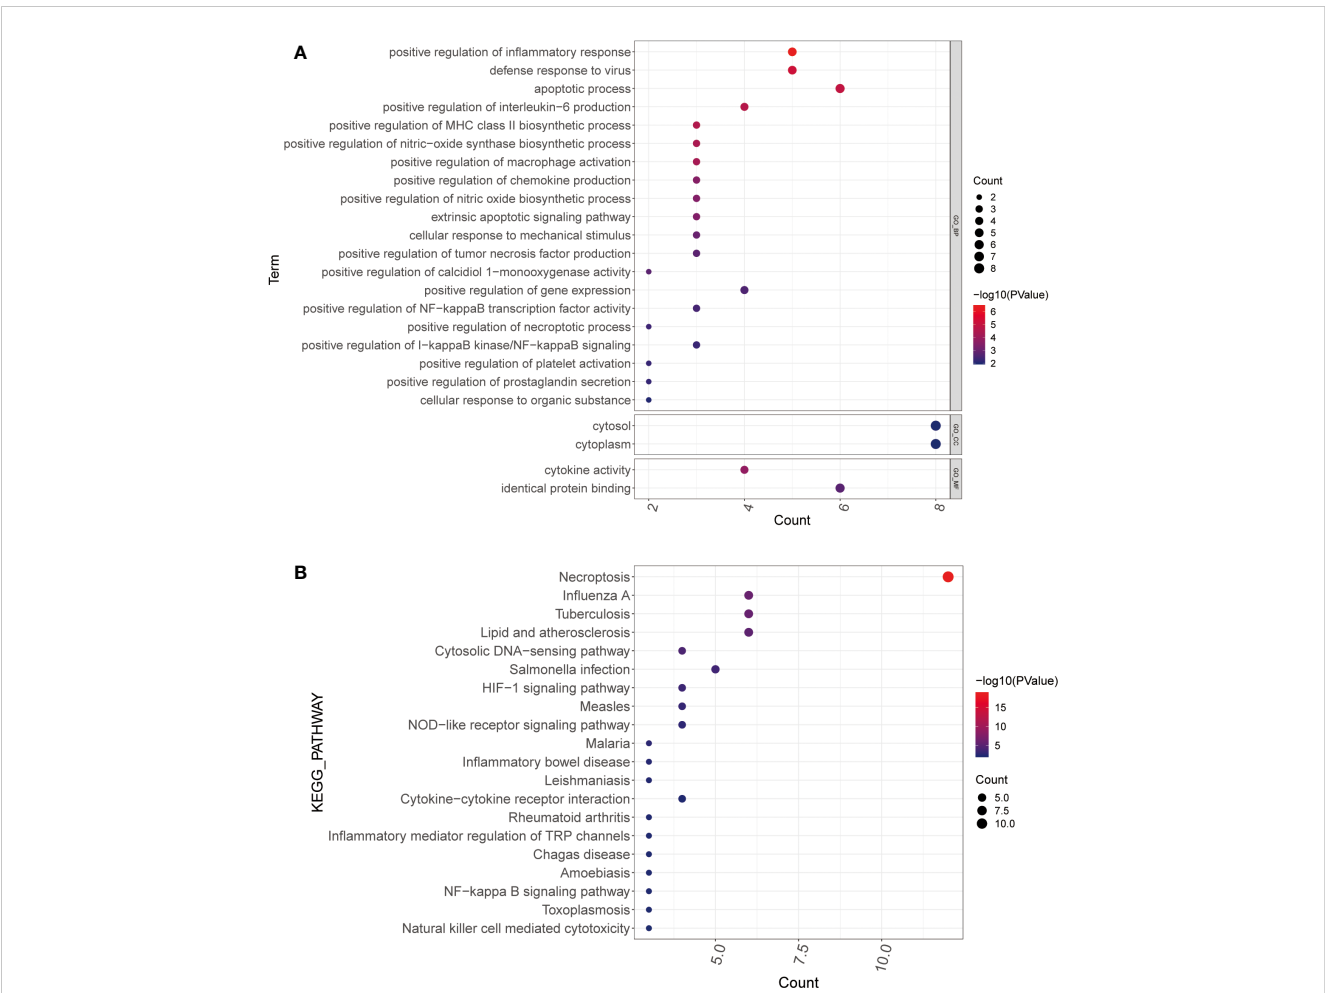 A
positive regulation of inflammatory response
defense response to virus
apoptotic process
positive regulation of interleukin−6 production
positive regulation of MHC class II biosynthetic process
positive regulation of nitric−oxide synthase biosynthetic process
positive regulation of macrophage activation
positive regulation of chemokine production
positive regulation of nitric oxide biosynthetic process
extrinsic apoptotic signaling pathway
cellular response to mechanical stimulus
positive regulation of tumor necrosis factor production
positive regulation of calcidiol 1−monooxygenase activity
positive regulation of gene expression
positive regulation of NF−kappaB transcription factor activity
positive regulation of necroptotic process
positive regulation of I−kappaB kinase/NF−kappaB signaling
positive regulation of platelet activation
positive regulation of prostaglandin secretion
cellular response to organic substance
cytosol
cytoplasm
cytokine activity
identical protein binding
Term
GO_BP
GO_CC
GO_MF
2 4 6 8
Count
Count
2
3
4
5
6
7
8
−log10(PValue)
6
5
4
3
2
B
Necroptosis
Influenza A
Tuberculosis
Lipid and atherosclerosis
Cytosolic DNA−sensing pathway
Salmonella infection
HIF−1 signaling pathway
Measles
NOD−like receptor signaling pathway
Malaria
Inflammatory bowel disease
Leishmaniasis
Cytokine−cytokine receptor interaction
Rheumatoid arthritis
Inflammatory mediator regulation of TRP channels
Chagas disease
Amoebiasis
NF−kappa B signaling pathway
Toxoplasmosis
Natural killer cell mediated cytotoxicity
KEGG_PATHWAY
5.0 7.5 10.0
Count
−log10(PValue)
15
10
5
Count
5.0
7.5
10.0